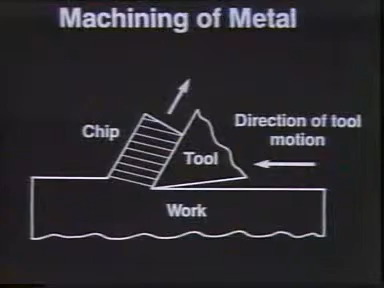 Machining of Metal
Chip
Direction of tool
motion
Tool
Work